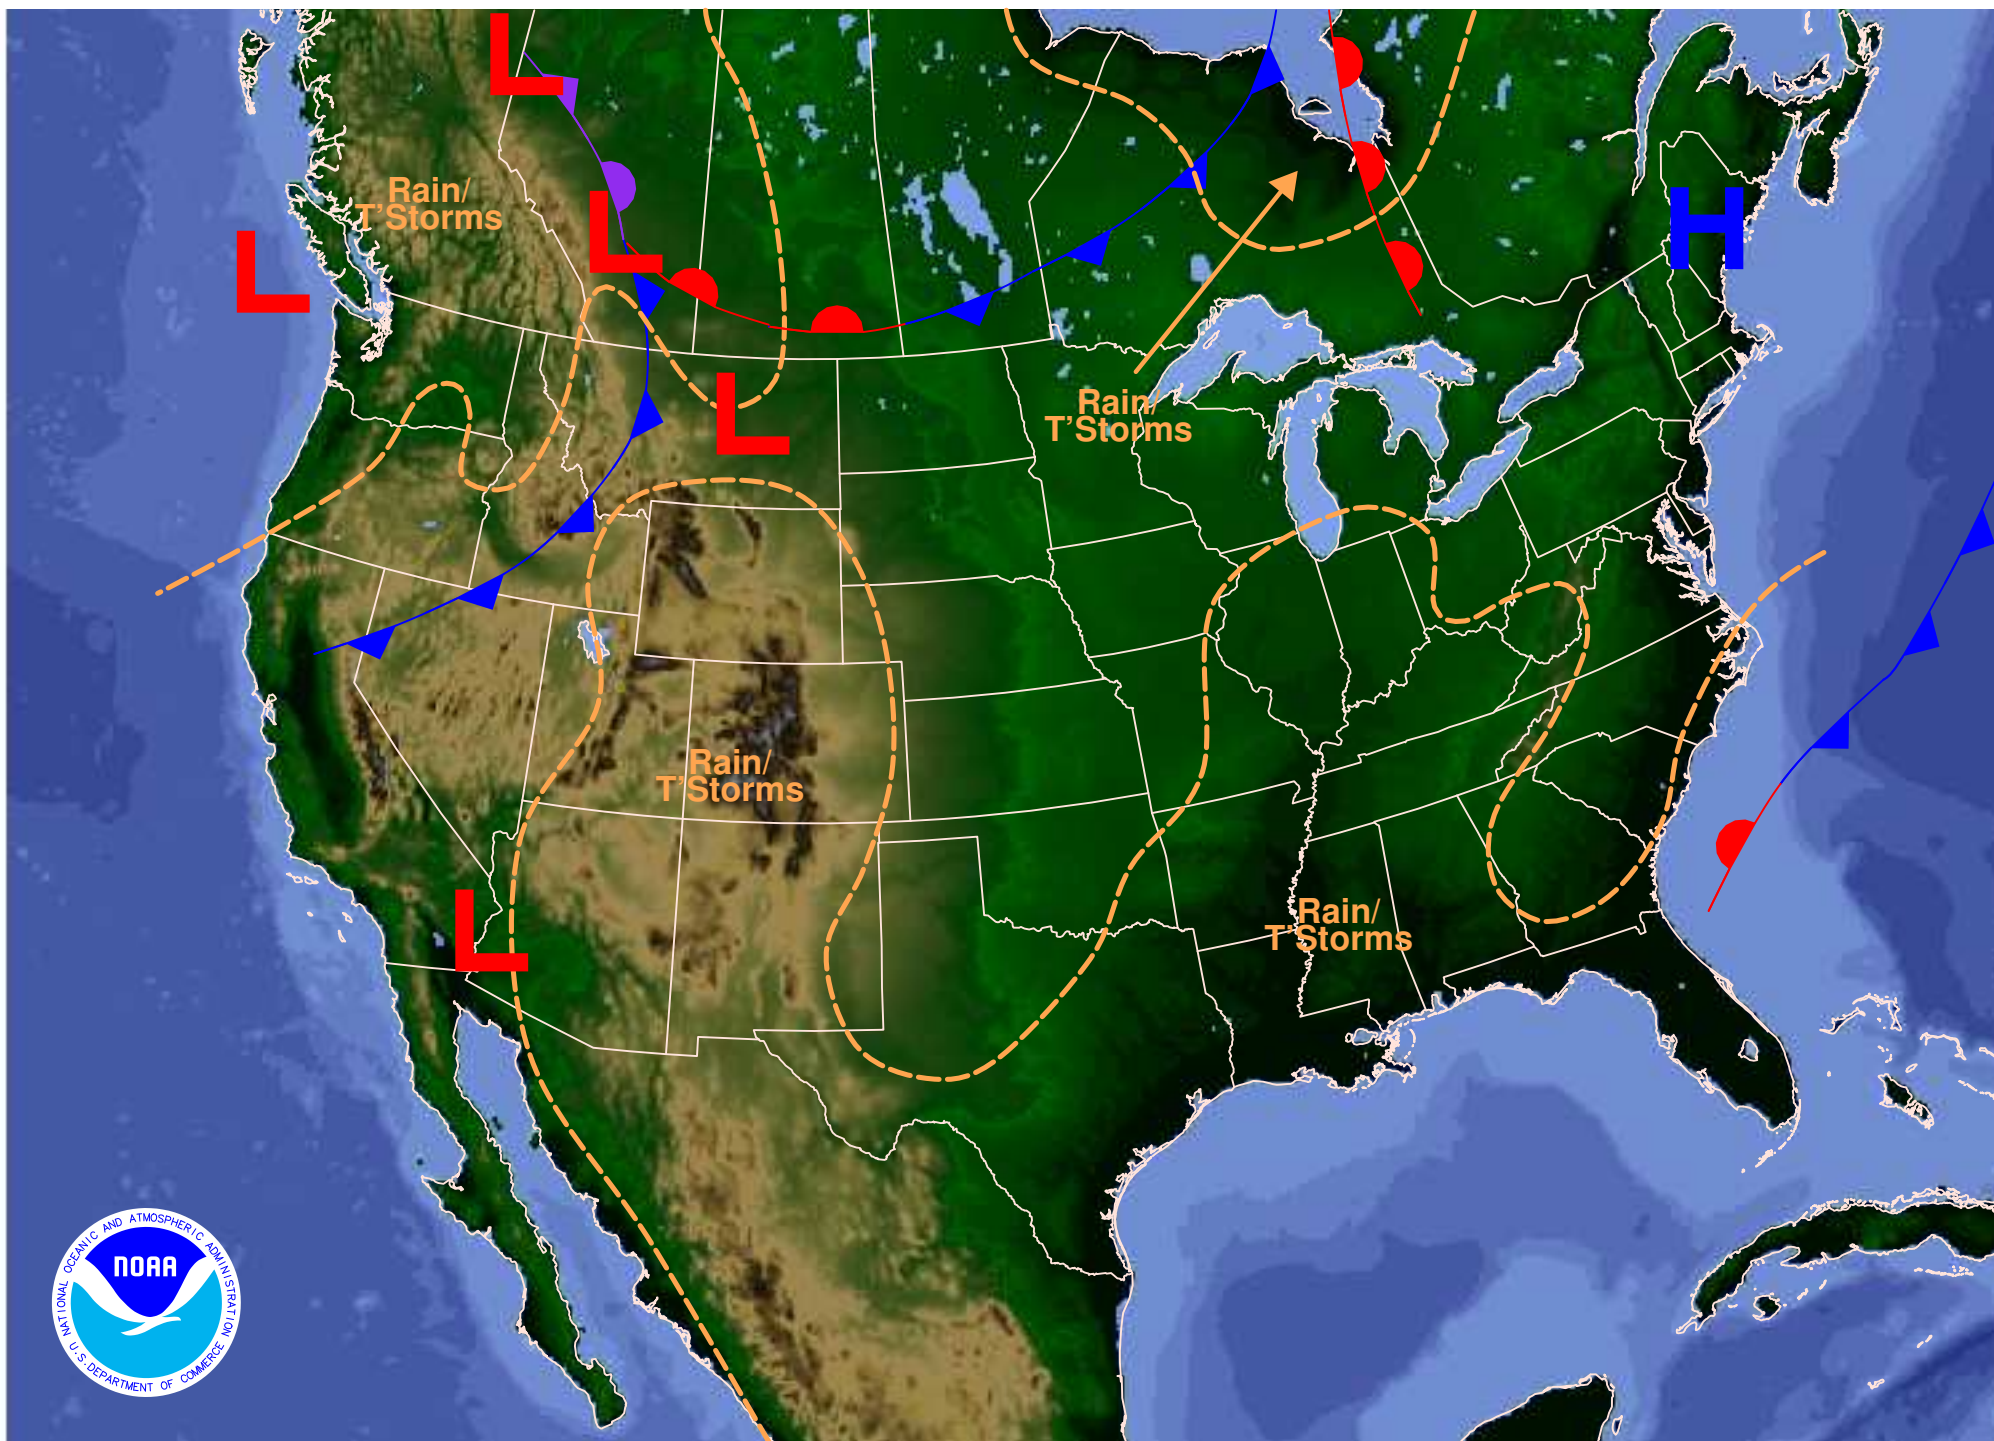 L
L
L
L
L
H
Rain/
T'Storms
Rain/
T'Storms
Rain/
T'Storms
Rain/
T'Storms
NATIONAL OCEANIC AND ATMOSPHERIC ADMINISTRATION
NOAA
U.S. DEPARTMENT OF COMMERCE